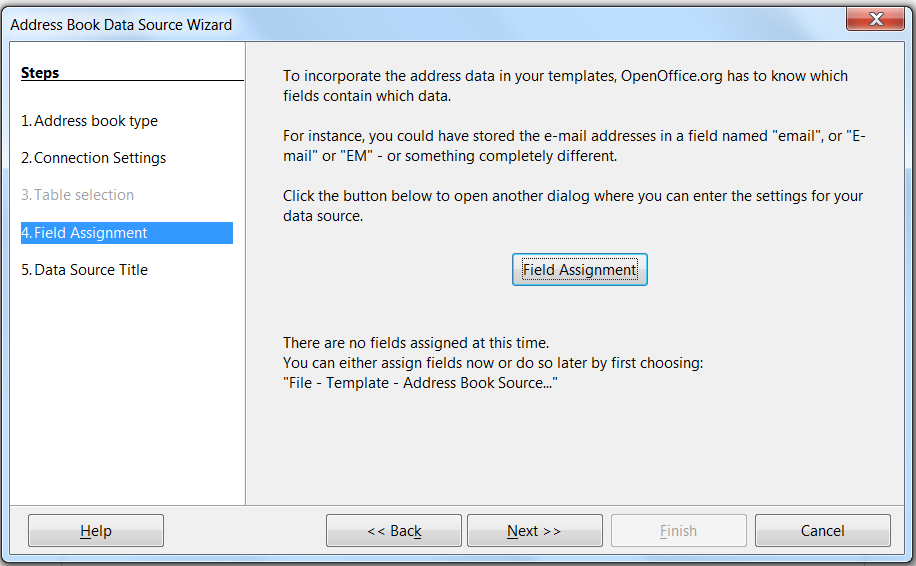 Address Book Data Source Wizard
Steps
1. Address book type
2. Connection Settings
3. Table selection
4. Field Assignment
5. Data Source Title
To incorporate the address data in your templates, OpenOffice.org has to know which
fields contain which data.
For instance, you could have stored the e-mail addresses in a field named "email", or "E-
mail" or "EM" - or something completely different.
Click the button below to open another dialog where you can enter the settings for your
data source.
Field Assignment
There are no fields assigned at this time.
You can either assign fields now or do so later by first choosing:
"File - Template - Address Book Source..."
Help
<< Back
Next >>
Finish
Cancel